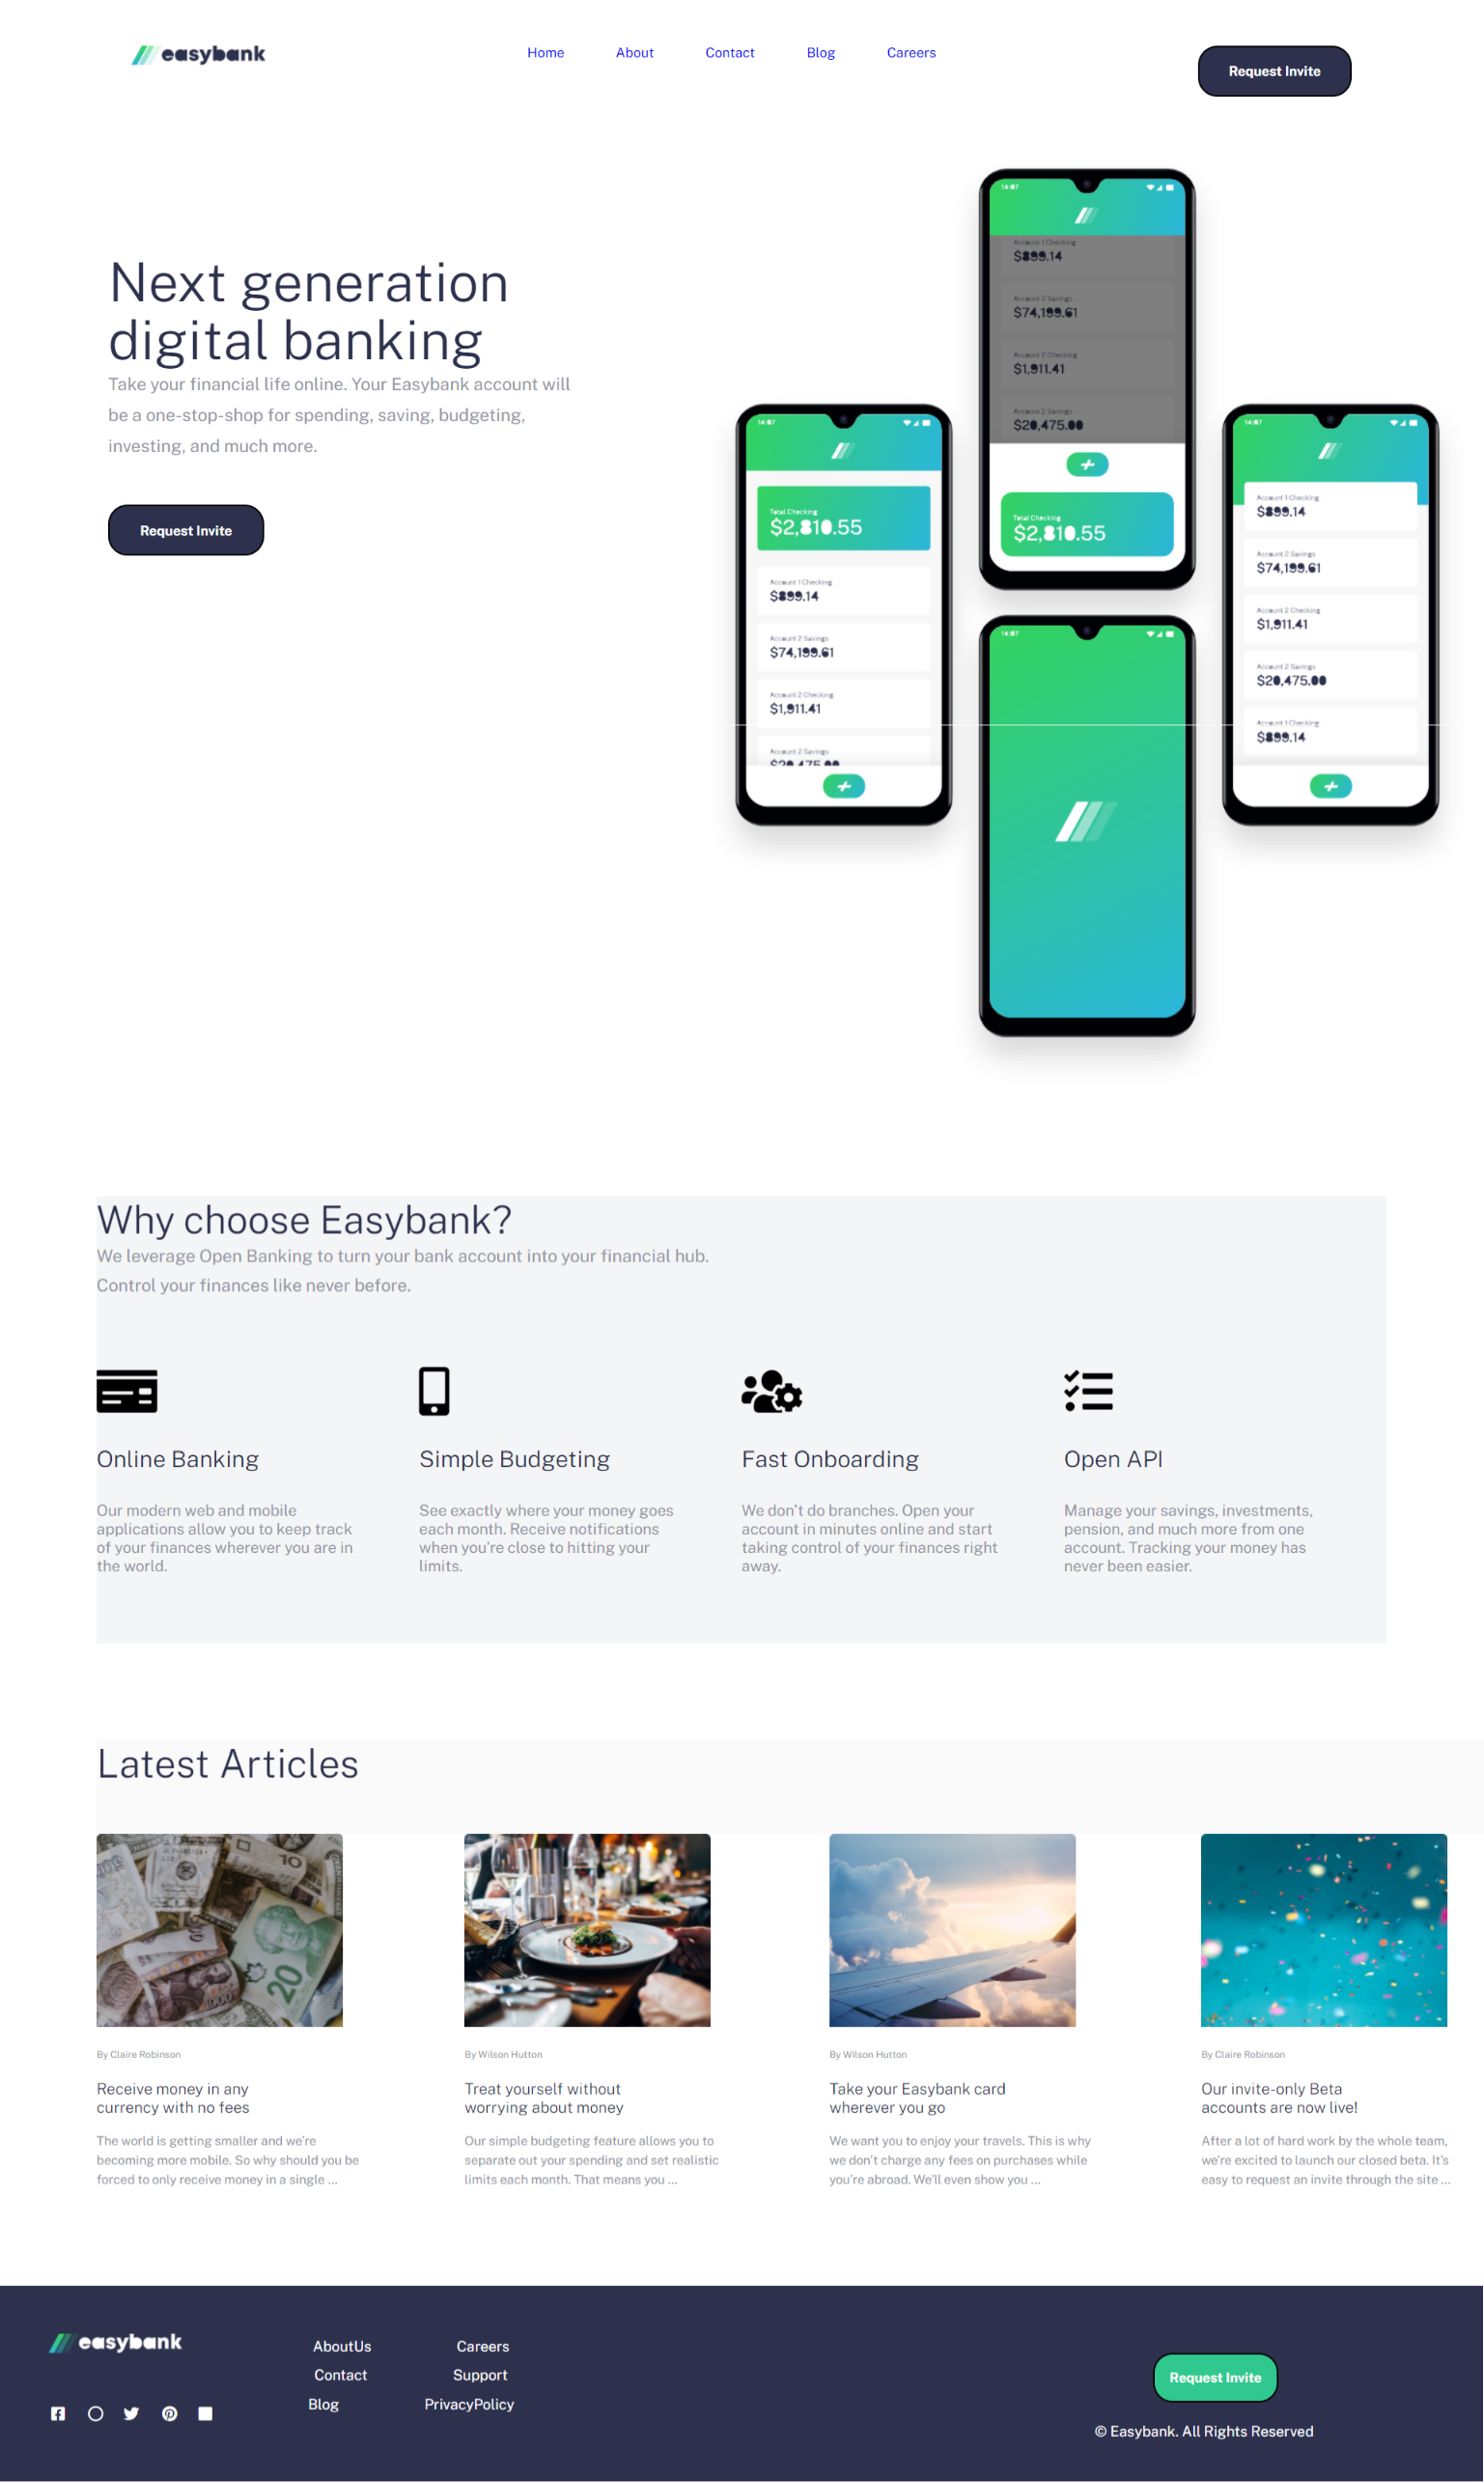 easybank
Home
About
Contact
Blog
Careers
Request Invite
Next generation
digital banking
Take your financial life online. Your Easybank account will
be a one-stop-shop for spending, saving, budgeting,
investing, and much more.
Request Invite
14:07
Account 1 Checking
$899.14
Account 2 Savings
$74,199.61
Account 2 Checking
$1,911.41
Account 2 Savings
$20,475.00
Total Checking
$2,810.55
14:07
Total Checking
$2,810.55
Account 1 Checking
$899.14
Account 2 Savings
$74,199.61
Account 2 Checking
$1,911.41
Account 2 Savings
$20,475.00
14:07
Account 1 Checking
$899.14
Account 2 Savings
$74,199.61
Account 2 Checking
$1,911.41
Account 2 Savings
$20,475.00
Account 1 Checking
$899.14
14:07
Why choose Easybank?
We leverage Open Banking to turn your bank account into your financial hub.
Control your finances like never before.
Online Banking
Our modern web and mobile
applications allow you to keep track
of your finances wherever you are in
the world.
Simple Budgeting
See exactly where your money goes
each month. Receive notifications
when you're close to hitting your
limits.
Fast Onboarding
We don't do branches. Open your
account in minutes online and start
taking control of your finances right
away.
Open API
Manage your savings, investments,
pension, and much more from one
account. Tracking your money has
never been easier.
Latest Articles
10
20
1000
By Claire Robinson
Receive money in any
currency with no fees
The world is getting smaller and we're
becoming more mobile. So why should you be
forced to only receive money in a single ...
By Wilson Hutton
Treat yourself without
worrying about money
Our simple budgeting feature allows you to
separate out your spending and set realistic
limits each month. That means you ...
By Wilson Hutton
Take your Easybank card
wherever you go
We want you to enjoy your travels. This is why
we don't charge any fees on purchases while
you're abroad. We'll even show you ...
By Claire Robinson
Our invite-only Beta
accounts are now live!
After a lot of hard work by the whole team,
we're excited to launch our closed beta. It's
easy to request an invite through the site ...
easybank
AboutUs
Contact
Blog
Careers
Support
PrivacyPolicy
Request Invite
© Easybank. All Rights Reserved